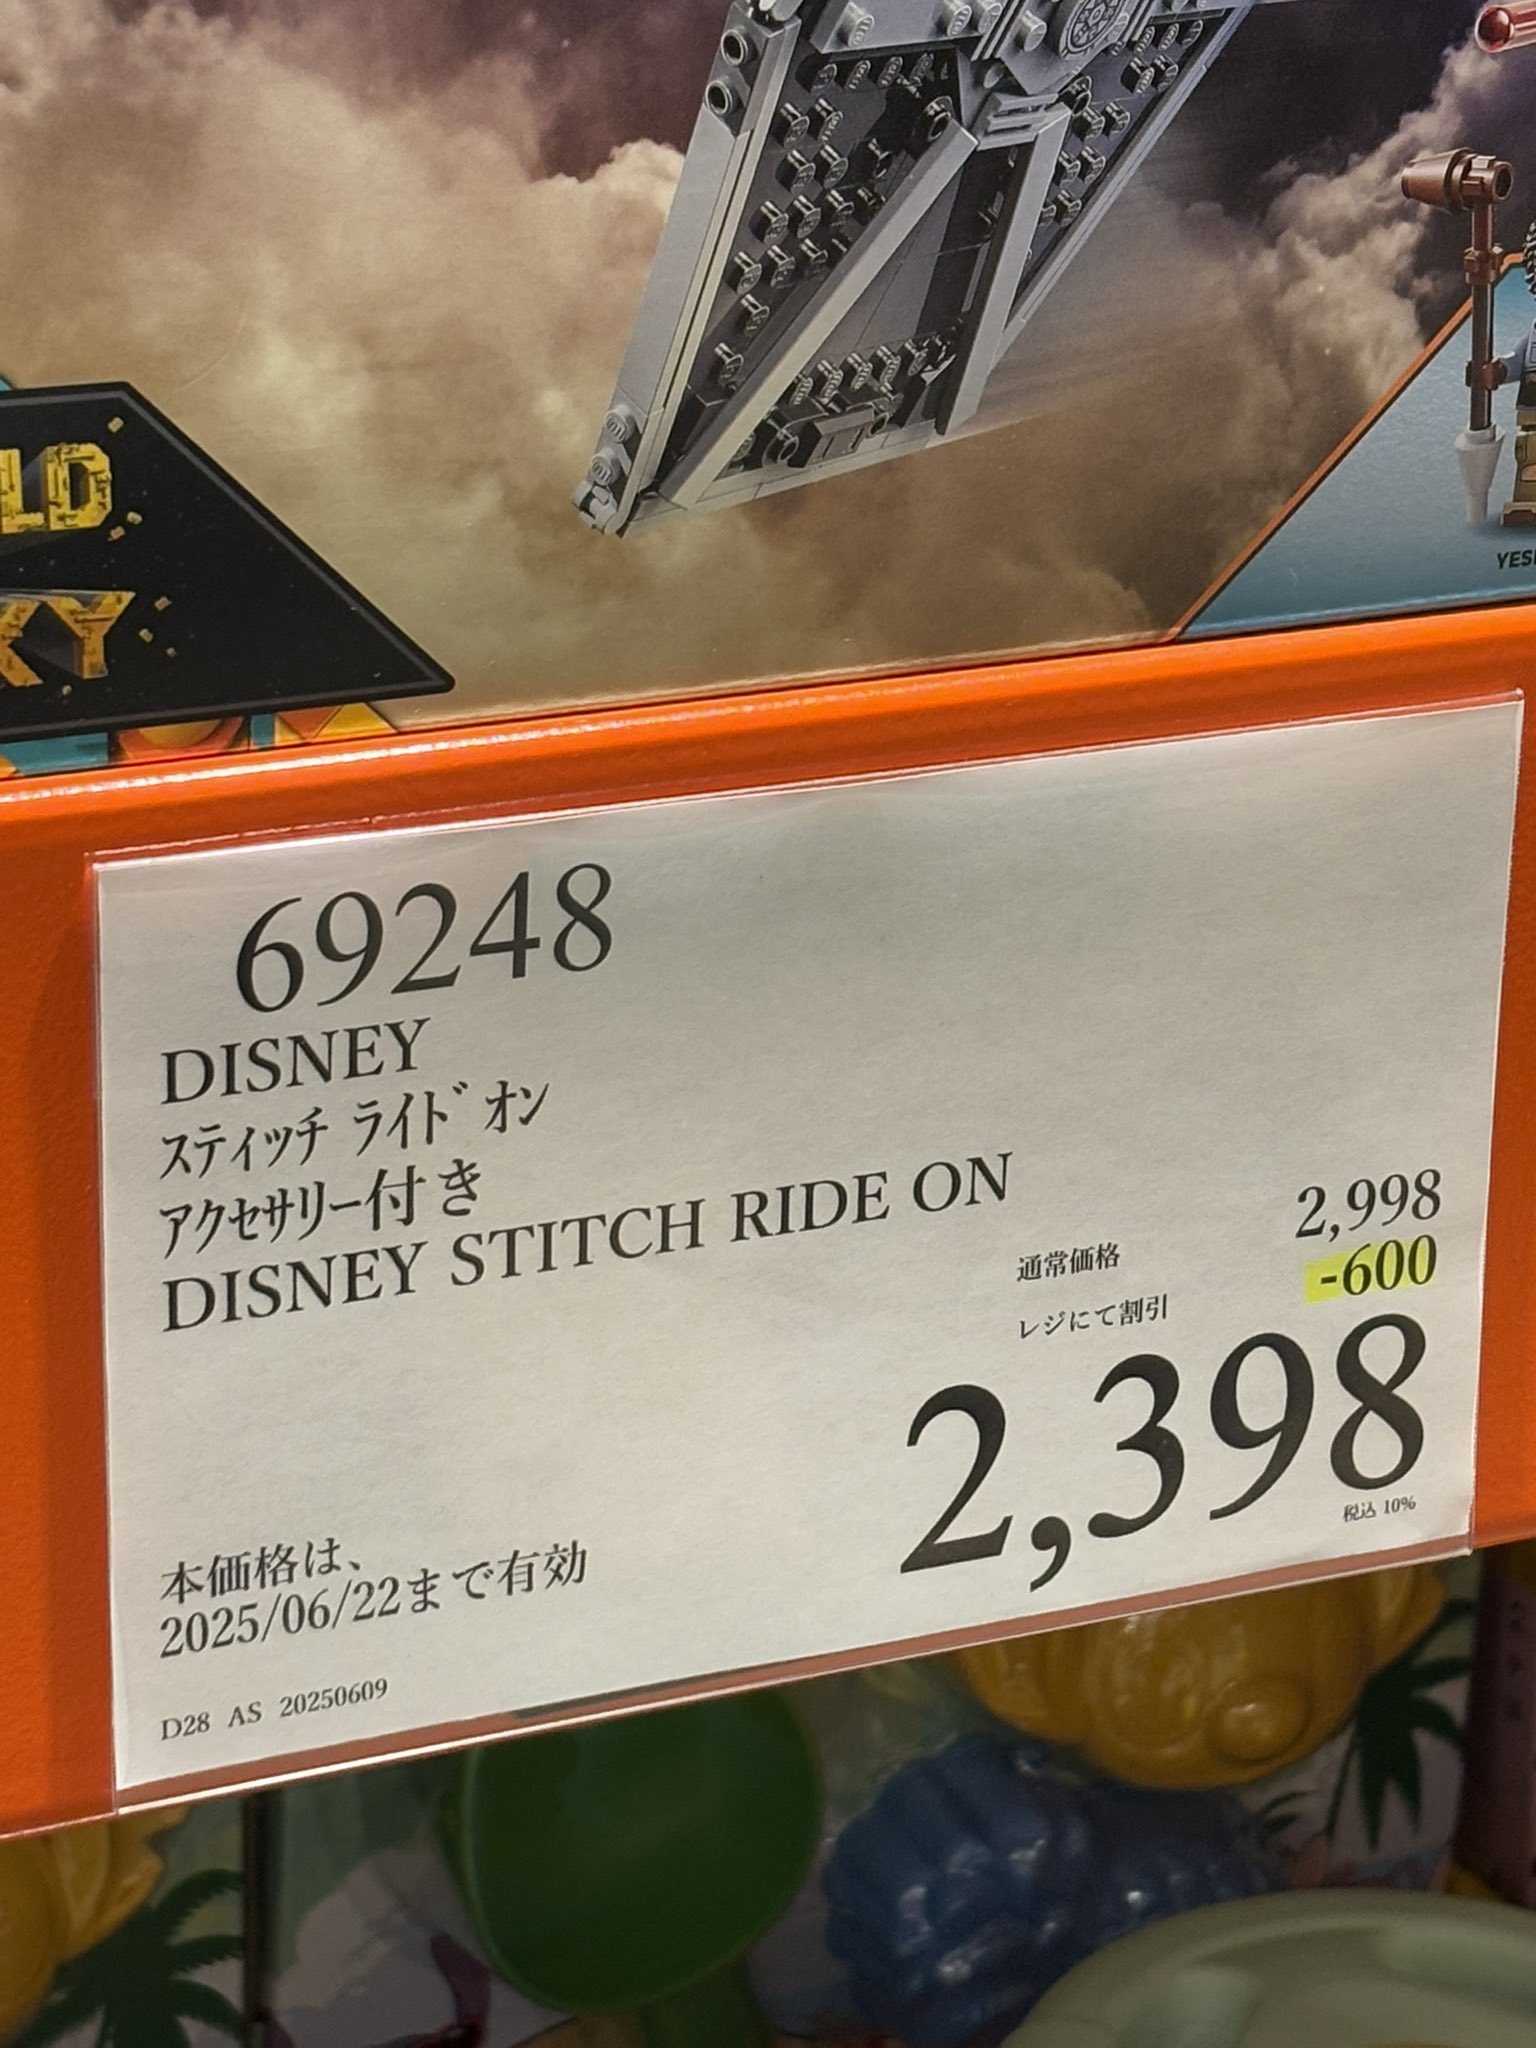 LD
KY
YES
69248
DISNEY
スティッチ ライドオン
アクセサリー付き
DISNEY STITCH RIDE ON
通常価格 2,998
レジにて割引 -600
2,398
税込 10%
本価格は、
2025/06/22まで有効
D28 AS 20250609